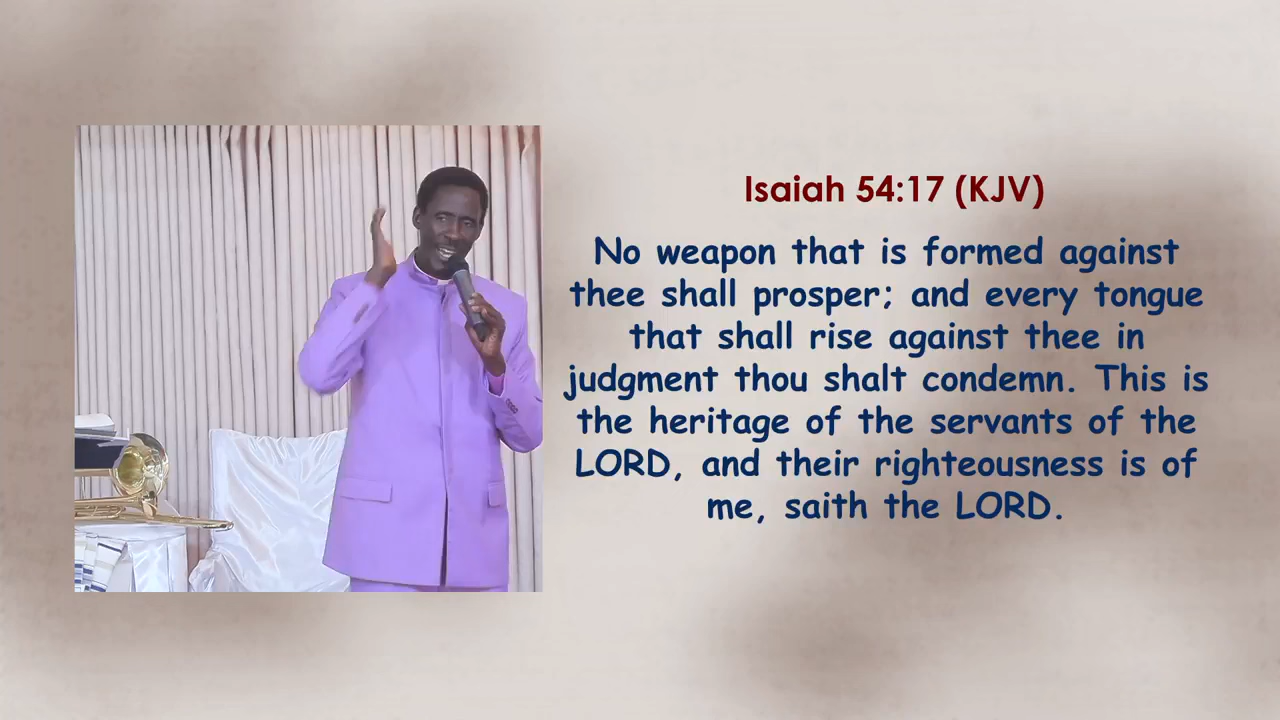 Isaiah 54:17 (KJV)
No weapon that is formed against
thee shall prosper; and every tongue
that shall rise against thee in
judgment thou shalt condemn. This is
the heritage of the servants of the
LORD, and their righteousness is of
me, saith the LORD.